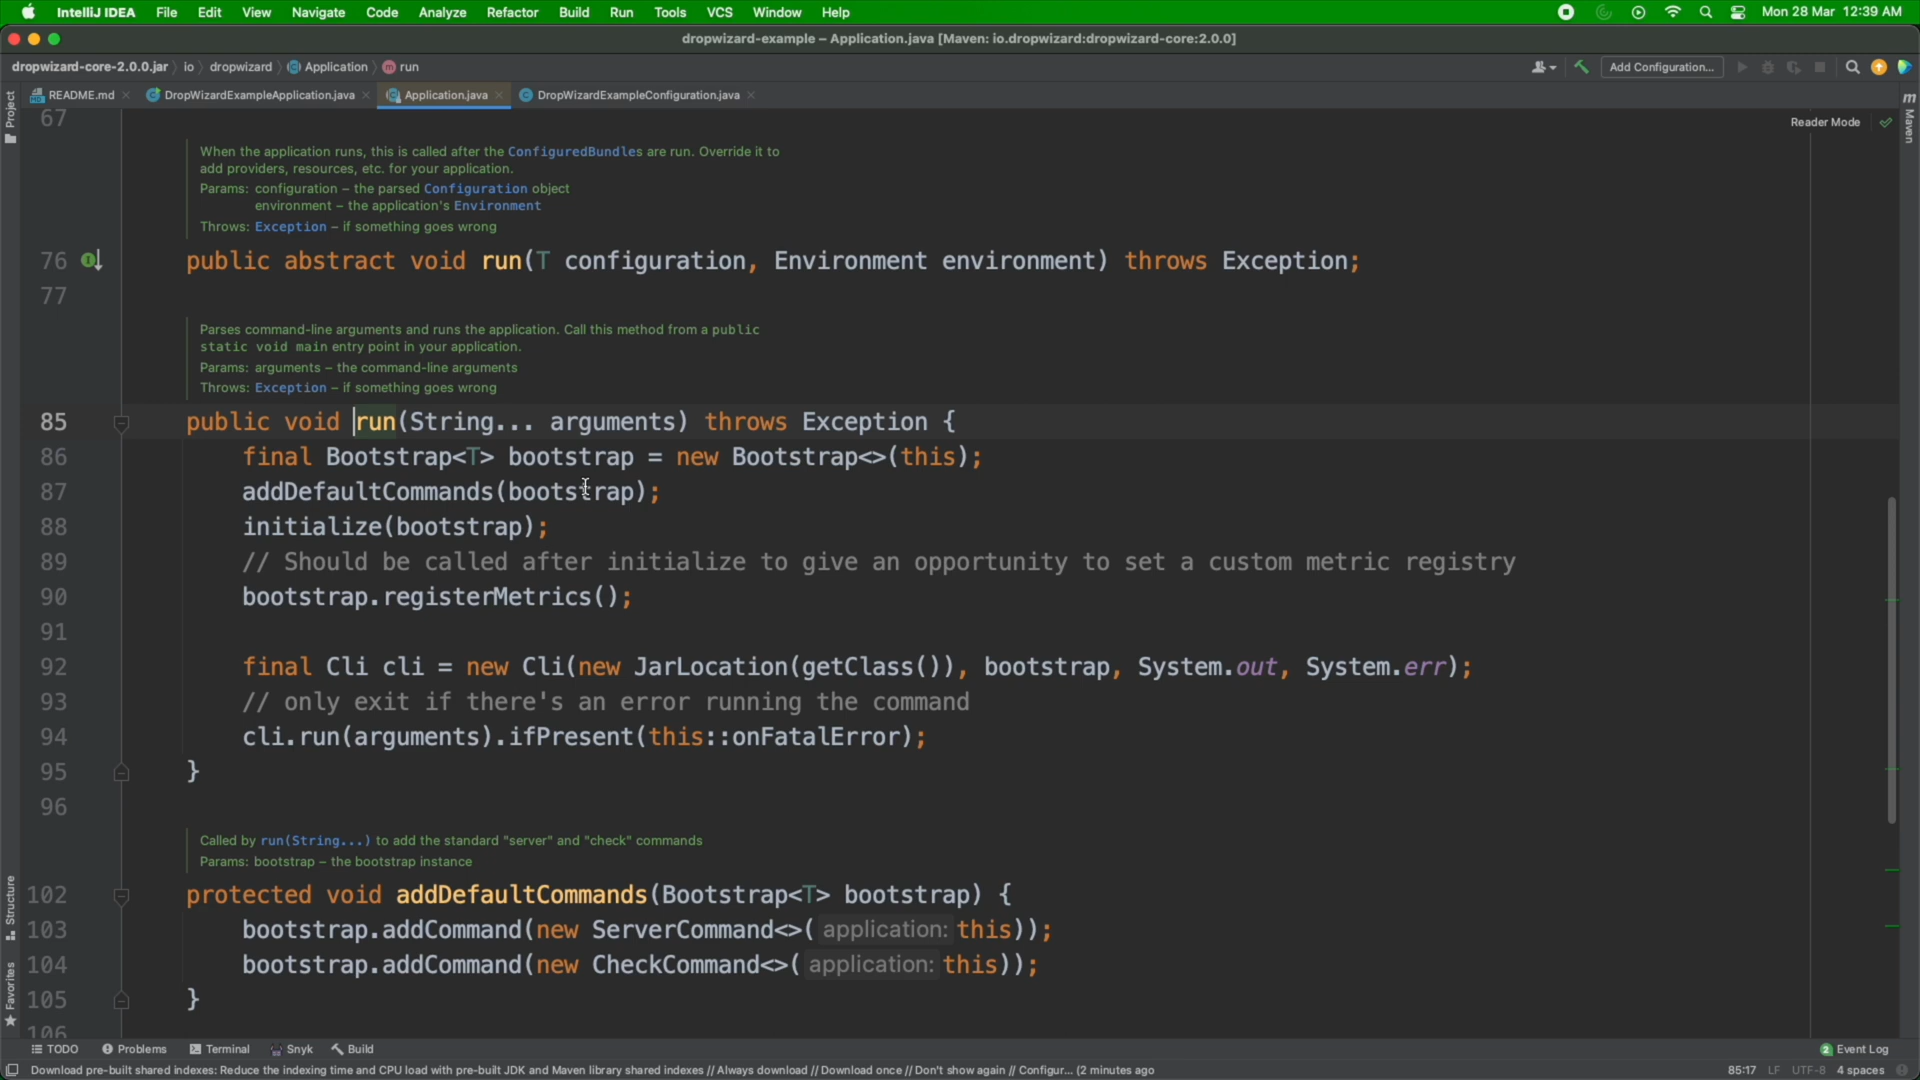 IntelliJ IDEA File Edit View Navigate Code Analyze Refactor Build Run Tools VCS Window Help Mon 28 Mar 12:39 AM
dropwizard-example – Application.java [Maven: io.dropwizard:dropwizard-core:2.0.0]
dropwizard-core-2.0.0.jar io dropwizard Application run Add Configuration...
README.md DropWizardExampleApplication.java Application.java DropWizardExampleConfiguration.java
Project
Maven
Reader Mode
67
When the application runs, this is called after the ConfiguredBundles are run. Override it to
add providers, resources, etc. for your application.
Params: configuration – the parsed Configuration object
environment – the application's Environment
Throws: Exception – if something goes wrong
76 public abstract void run(T configuration, Environment environment) throws Exception;
77
Parses command-line arguments and runs the application. Call this method from a public
static void main entry point in your application.
Params: arguments – the command-line arguments
Throws: Exception – if something goes wrong
85 public void run(String... arguments) throws Exception {
86 final Bootstrap<T> bootstrap = new Bootstrap<>(this);
87 addDefaultCommands(bootstrap);
88 initialize(bootstrap);
89 // Should be called after initialize to give an opportunity to set a custom metric registry
90 bootstrap.registerMetrics();
91
92 final Cli cli = new Cli(new JarLocation(getClass()), bootstrap, System.out, System.err);
93 // only exit if there's an error running the command
94 cli.run(arguments).ifPresent(this::onFatalError);
95 }
96
Called by run(String...) to add the standard "server" and "check" commands
Params: bootstrap – the bootstrap instance
102 protected void addDefaultCommands(Bootstrap<T> bootstrap) {
103 bootstrap.addCommand(new ServerCommand<>( application: this));
104 bootstrap.addCommand(new CheckCommand<>( application: this));
105 }
106
Structure
Favorites
TODO Problems Terminal Snyk Build 2 Event Log
Download pre-built shared indexes: Reduce the indexing time and CPU load with pre-built JDK and Maven library shared indexes // Always download // Download once // Don't show again // Configur... (2 minutes ago 85:17 LF UTF-8 4 spaces